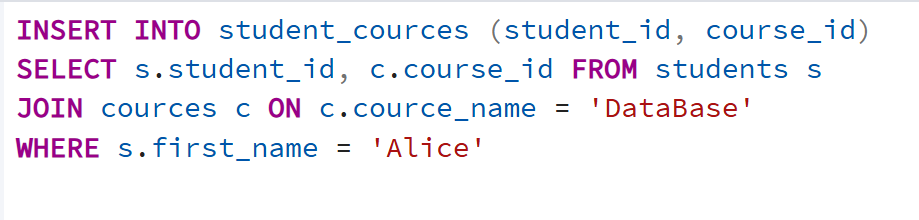 INSERT INTO student_cources (student_id, course_id)
SELECT s.student_id, c.course_id FROM students s
JOIN cources c ON c.cource_name = 'DataBase'
WHERE s.first_name = 'Alice'